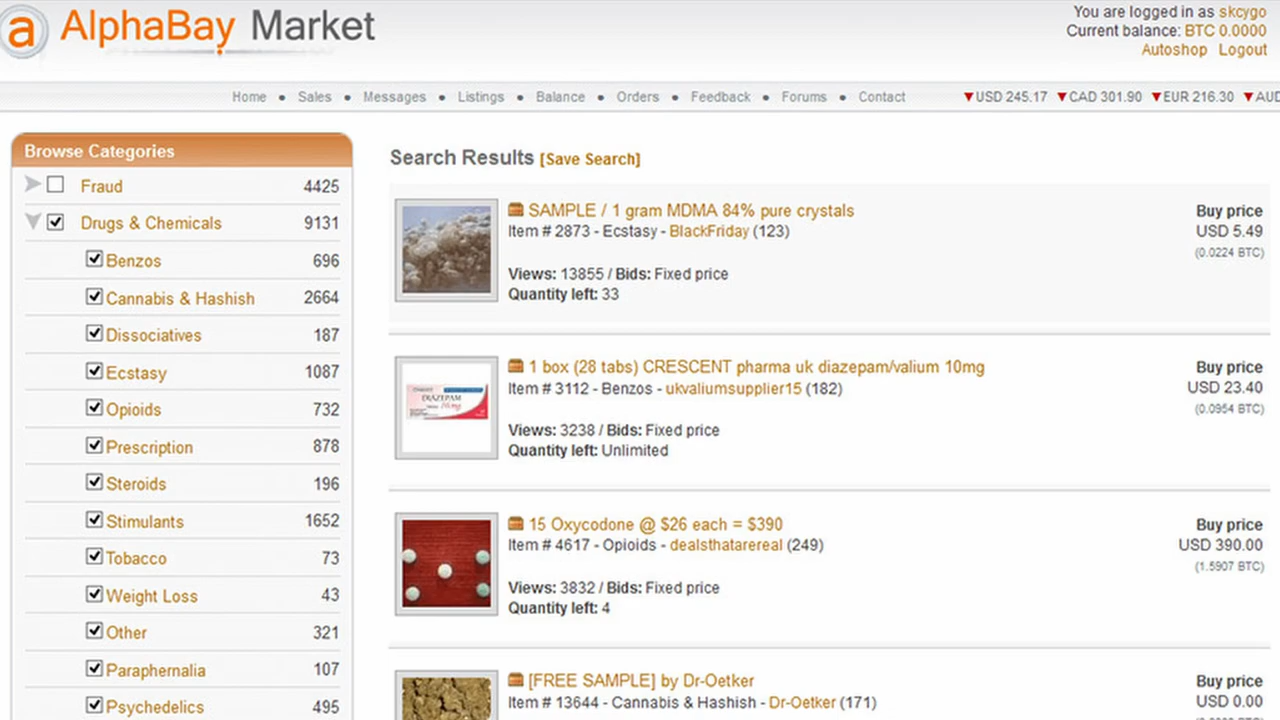 a AlphaBay Market
You are logged in as skcygo
Current balance: BTC 0.0000
Autoshop Logout
Home • Sales • Messages • Listings • Balance • Orders • Feedback • Forums • Contact
▼USD 245.17 ▼CAD 301.90 ▼EUR 216.30 ▼AUD
Browse Categories
Fraud 4425
Drugs & Chemicals 9131
Benzos 696
Cannabis & Hashish 2664
Dissociatives 187
Ecstasy 1087
Opioids 732
Prescription 878
Steroids 196
Stimulants 1652
Tobacco 73
Weight Loss 43
Other 321
Paraphernalia 107
Psychedelics 495
Search Results [Save Search]
SAMPLE / 1 gram MDMA 84% pure crystals
Item # 2873 - Ecstasy - BlackFriday (123)
Views: 13855 / Bids: Fixed price
Quantity left: 33
Buy price
USD 5.49
(0.0224 BTC)
1 box (28 tabs) CRESCENT pharma uk diazepam/valium 10mg
Item # 3112 - Benzos - ukvaliumsupplier15 (182)
Views: 3238 / Bids: Fixed price
Quantity left: Unlimited
DIAZEPAM
Buy price
USD 23.40
(0.0954 BTC)
15 Oxycodone @ $26 each = $390
Item # 4617 - Opioids - dealsthatarereal (249)
Views: 3832 / Bids: Fixed price
Quantity left: 4
Buy price
USD 390.00
(1.5907 BTC)
[FREE SAMPLE] by Dr-Oetker
Item # 13644 - Cannabis & Hashish - Dr-Oetker (171)
Buy price
USD 0.00